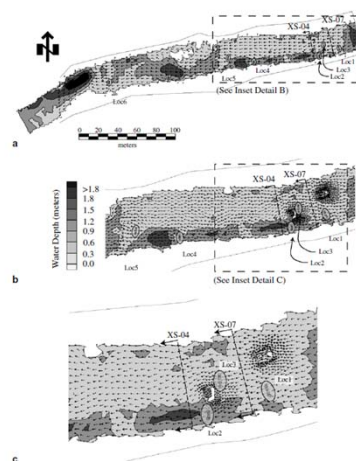 XS-07
XS-04
Loc5
Loc4
Loc3
Loc2
Loc6
Loc1
(See Inset Detail B)
0 20 40 60 80 100
meters
a
XS-07
XS-04
Water Depth (meters)
>1.8
1.8
1.5
1.2
0.9
0.6
0.3
0.0
Loc1
Loc3
Loc4
Loc5
Loc2
b
(See Inset Detail C)
XS-07
XS-04
Loc3
Loc1
Loc2
c